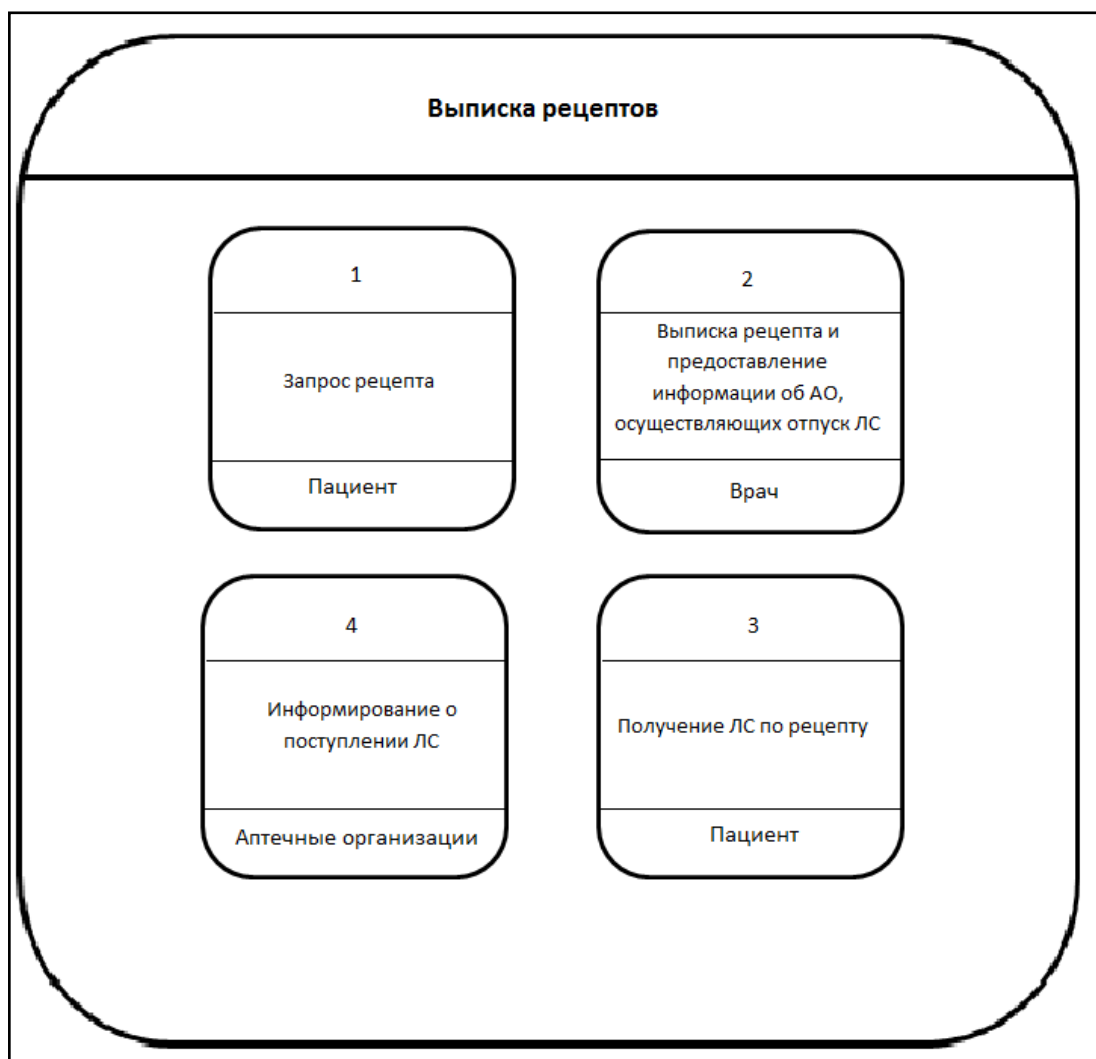 Выписка рецептов
1
Запрос рецепта
Пациент
2
Выписка рецепта и
предоставление
информации об АО,
осуществляющих отпуск ЛС
Врач
4
Информирование о
поступлении ЛС
Аптечные организации
3
Получение ЛС по рецепту
Пациент